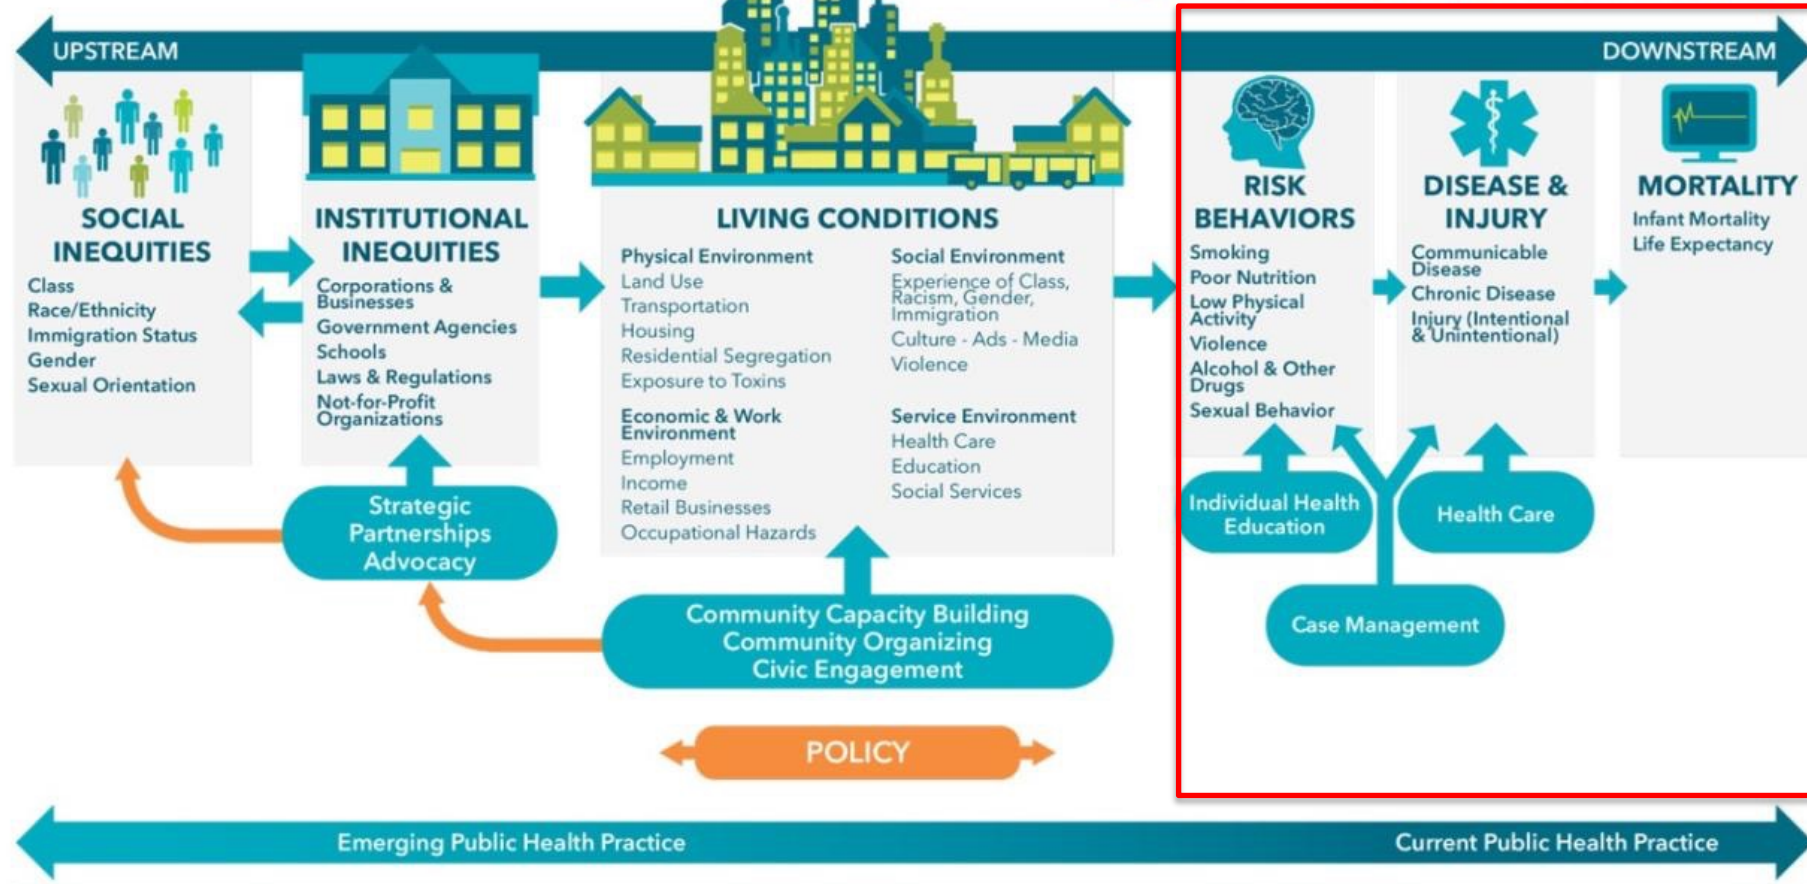 UPSTREAM
DOWNSTREAM
SOCIAL
INEQUITIES
Class
Race/Ethnicity
Immigration Status
Gender
Sexual Orientation
INSTITUTIONAL
INEQUITIES
Corporations &
Businesses
Government Agencies
Schools
Laws & Regulations
Not-for-Profit
Organizations
LIVING CONDITIONS
Physical Environment
Land Use
Transportation
Housing
Residential Segregation
Exposure to Toxins
Economic & Work
Environment
Employment
Income
Retail Businesses
Occupational Hazards
Social Environment
Experience of Class,
Racism, Gender,
Immigration
Culture - Ads - Media
Violence
Service Environment
Health Care
Education
Social Services
RISK
BEHAVIORS
Smoking
Poor Nutrition
Low Physical
Activity
Violence
Alcohol & Other
Drugs
Sexual Behavior
DISEASE &
INJURY
Communicable
Disease
Chronic Disease
Injury (Intentional
& Unintentional)
MORTALITY
Infant Mortality
Life Expectancy
Strategic
Partnerships
Advocacy
Community Capacity Building
Community Organizing
Civic Engagement
Individual Health
Education
Health Care
Case Management
POLICY
Emerging Public Health Practice
Current Public Health Practice